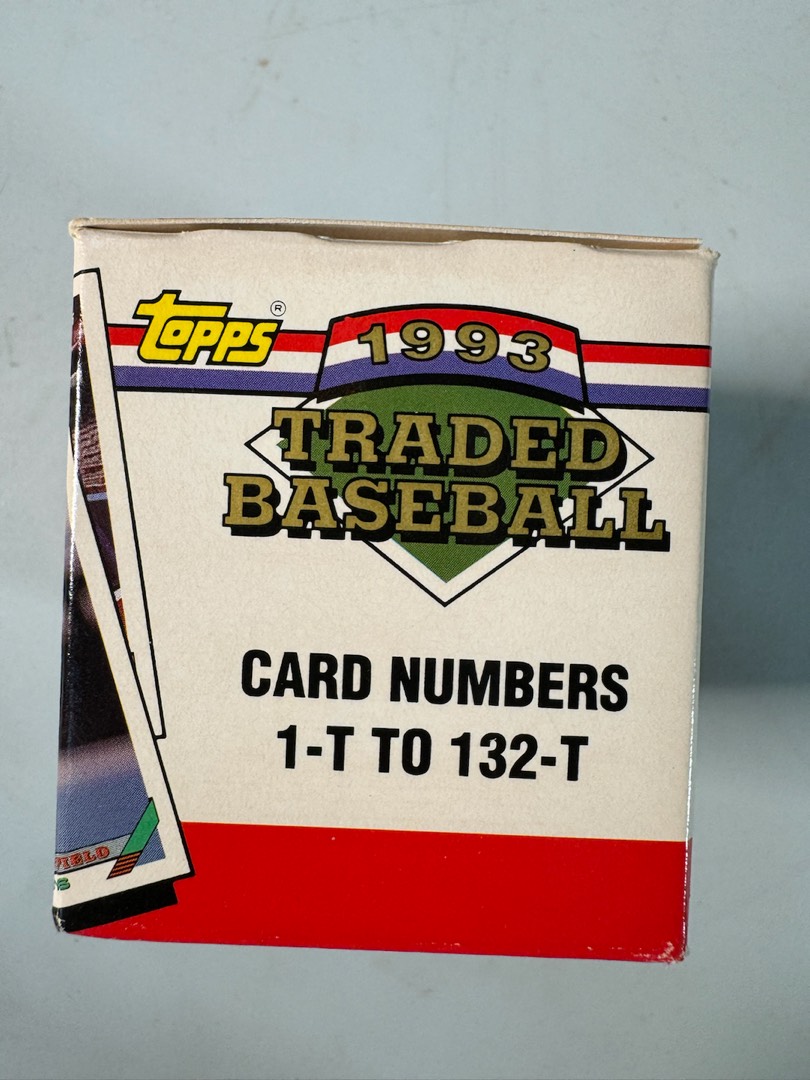 Topps ®
1993
TRADED
BASEBALL
CARD NUMBERS
1-T TO 132-T